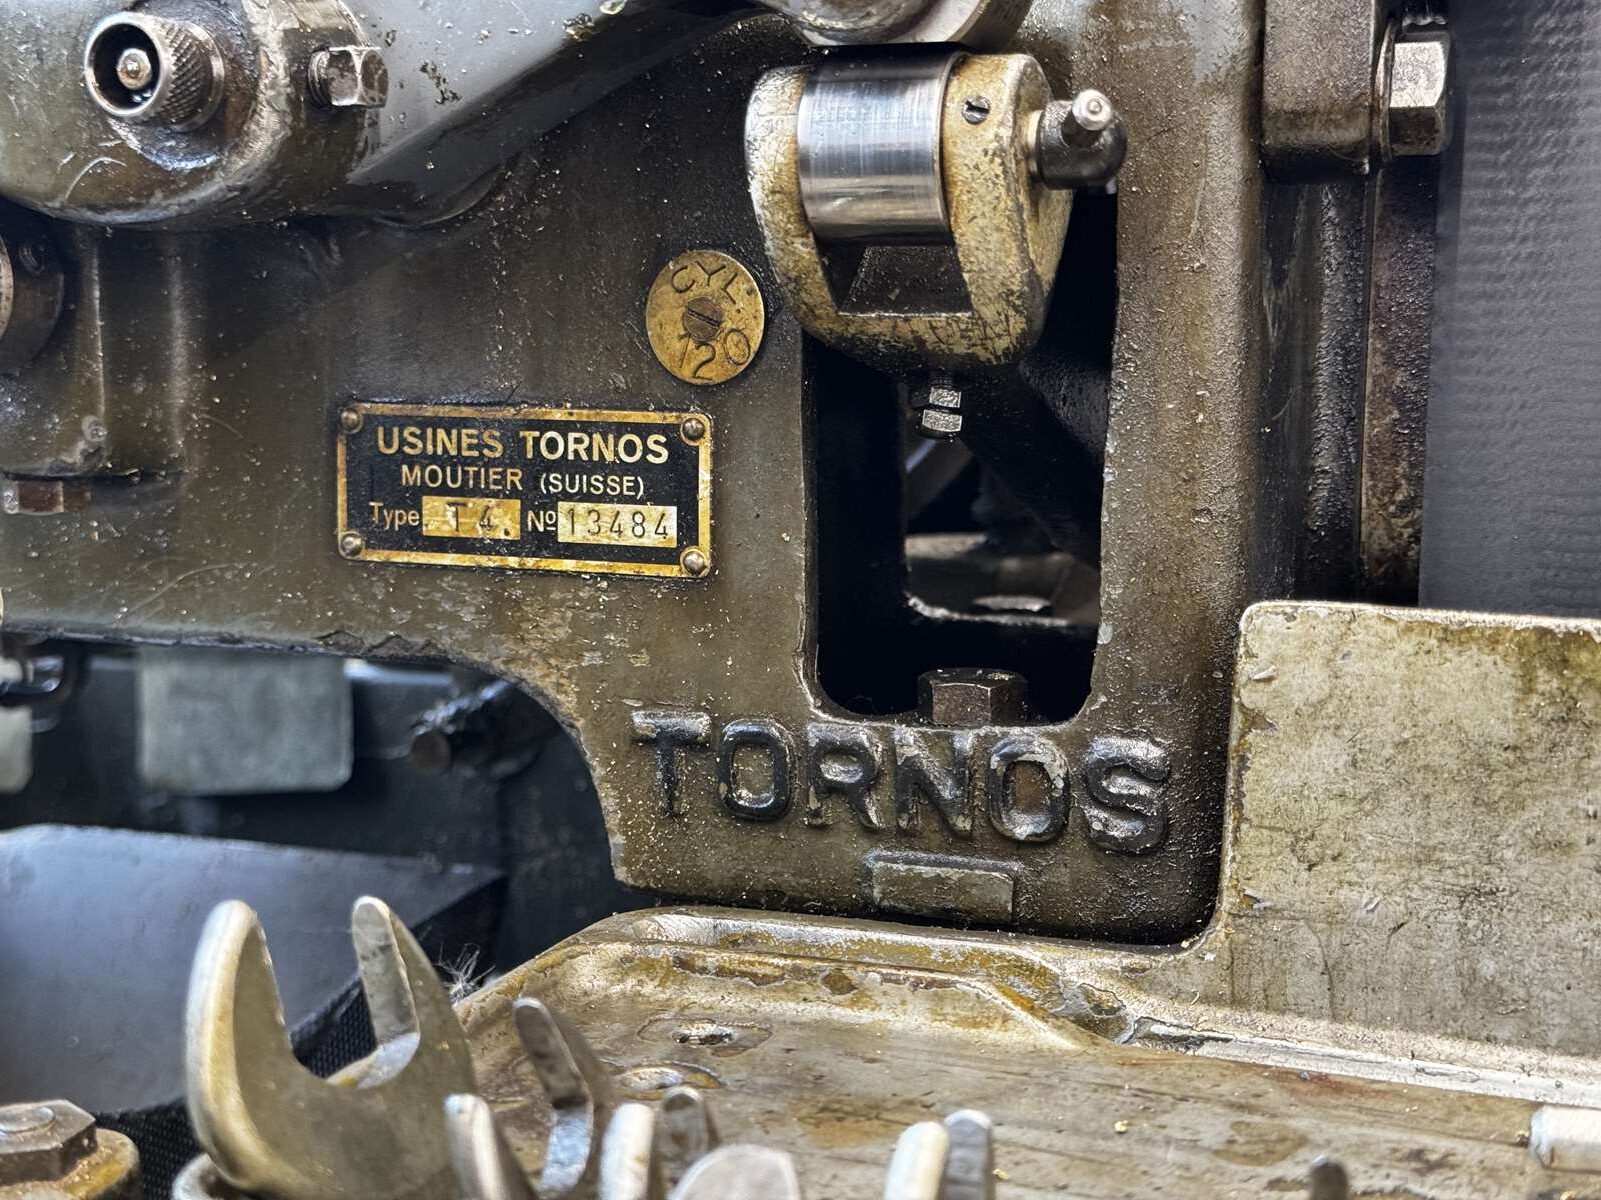 CYL.
120
USINES TORNOS
MOUTIER (SUISSE)
Type T4. Nº 13484
TORNOS